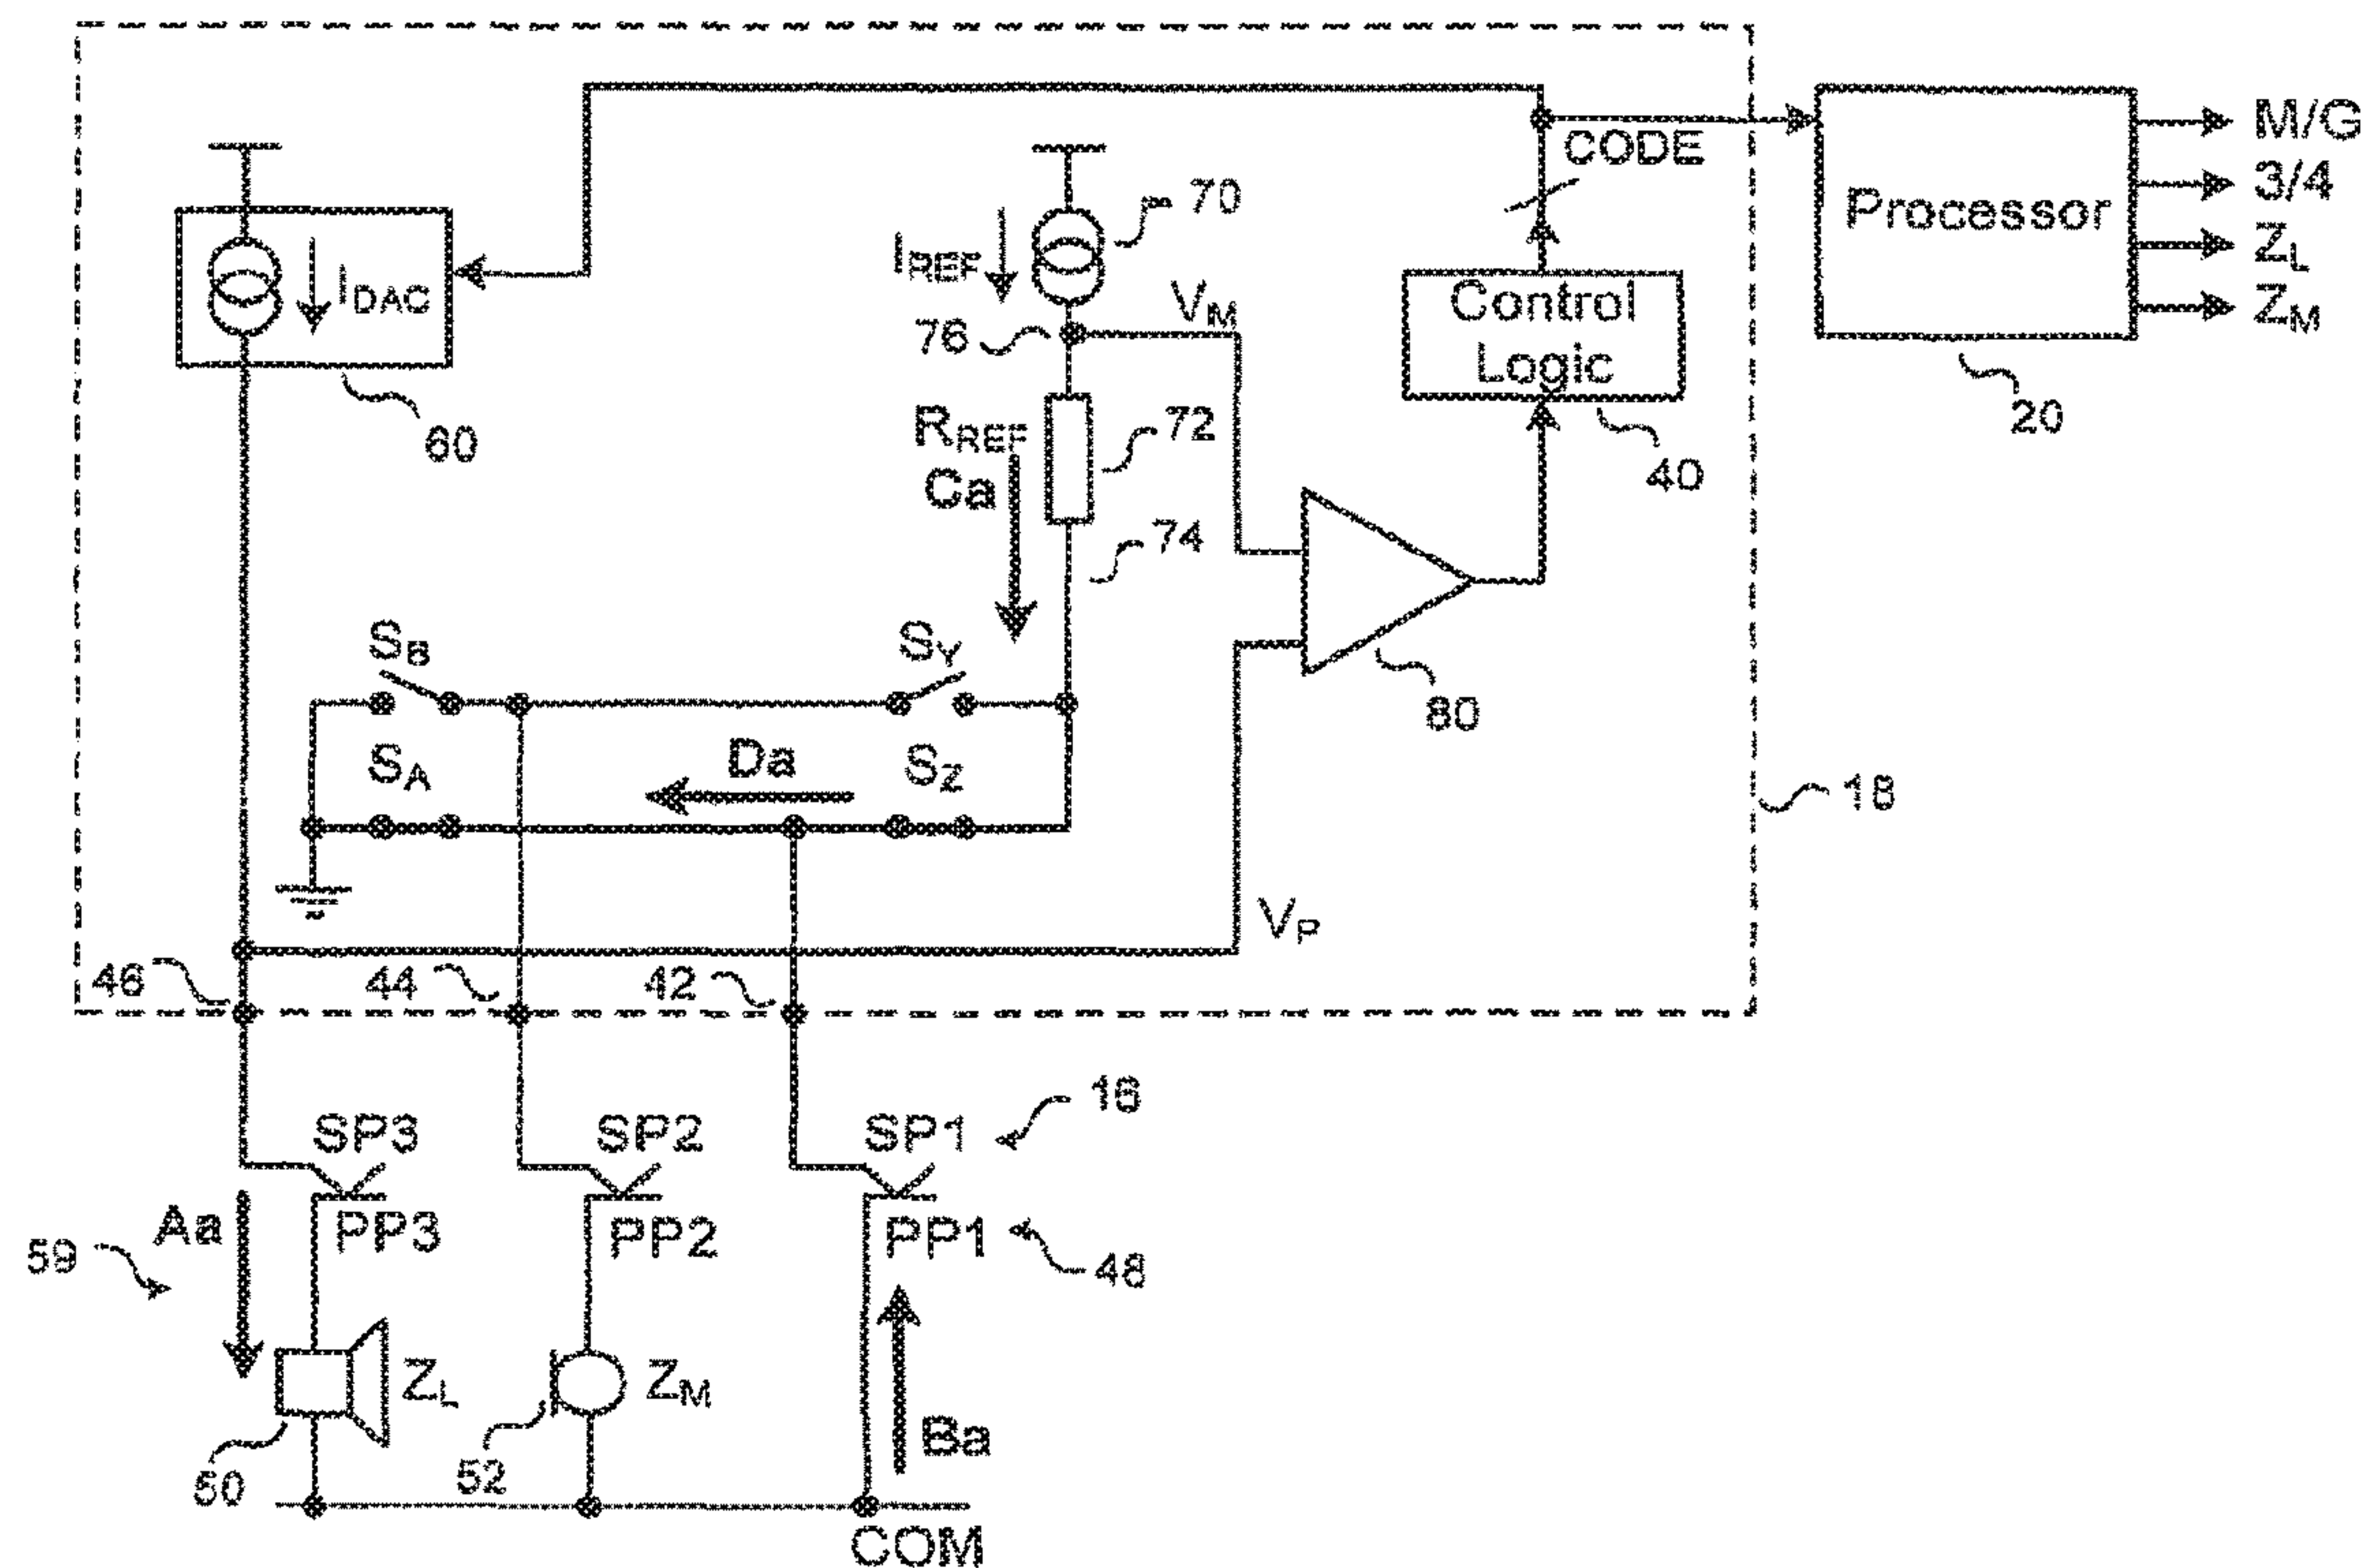 M/G
CODE
3/4
Processor
70
IREF
ZL
IDAC
VM
Control
Logic
ZM
76
20
RREF
72
60
40
Ca
74
SB
SY
80
Da
SA
SZ
18
VP
46
44
42
16
SP3
SP2
SP1
Aa
PP3
PP2
PP1
59
48
ZL
ZM
Ba
50
52
COM